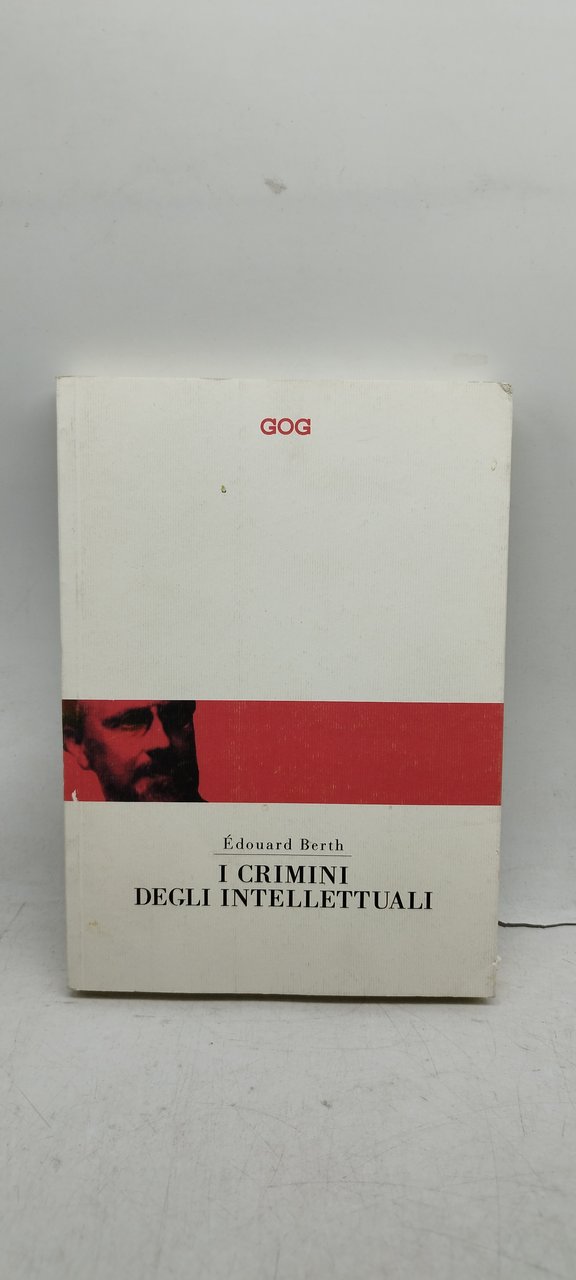 GOG
Édouard Berth
I CRIMINI
DEGLI INTELLETTUALI